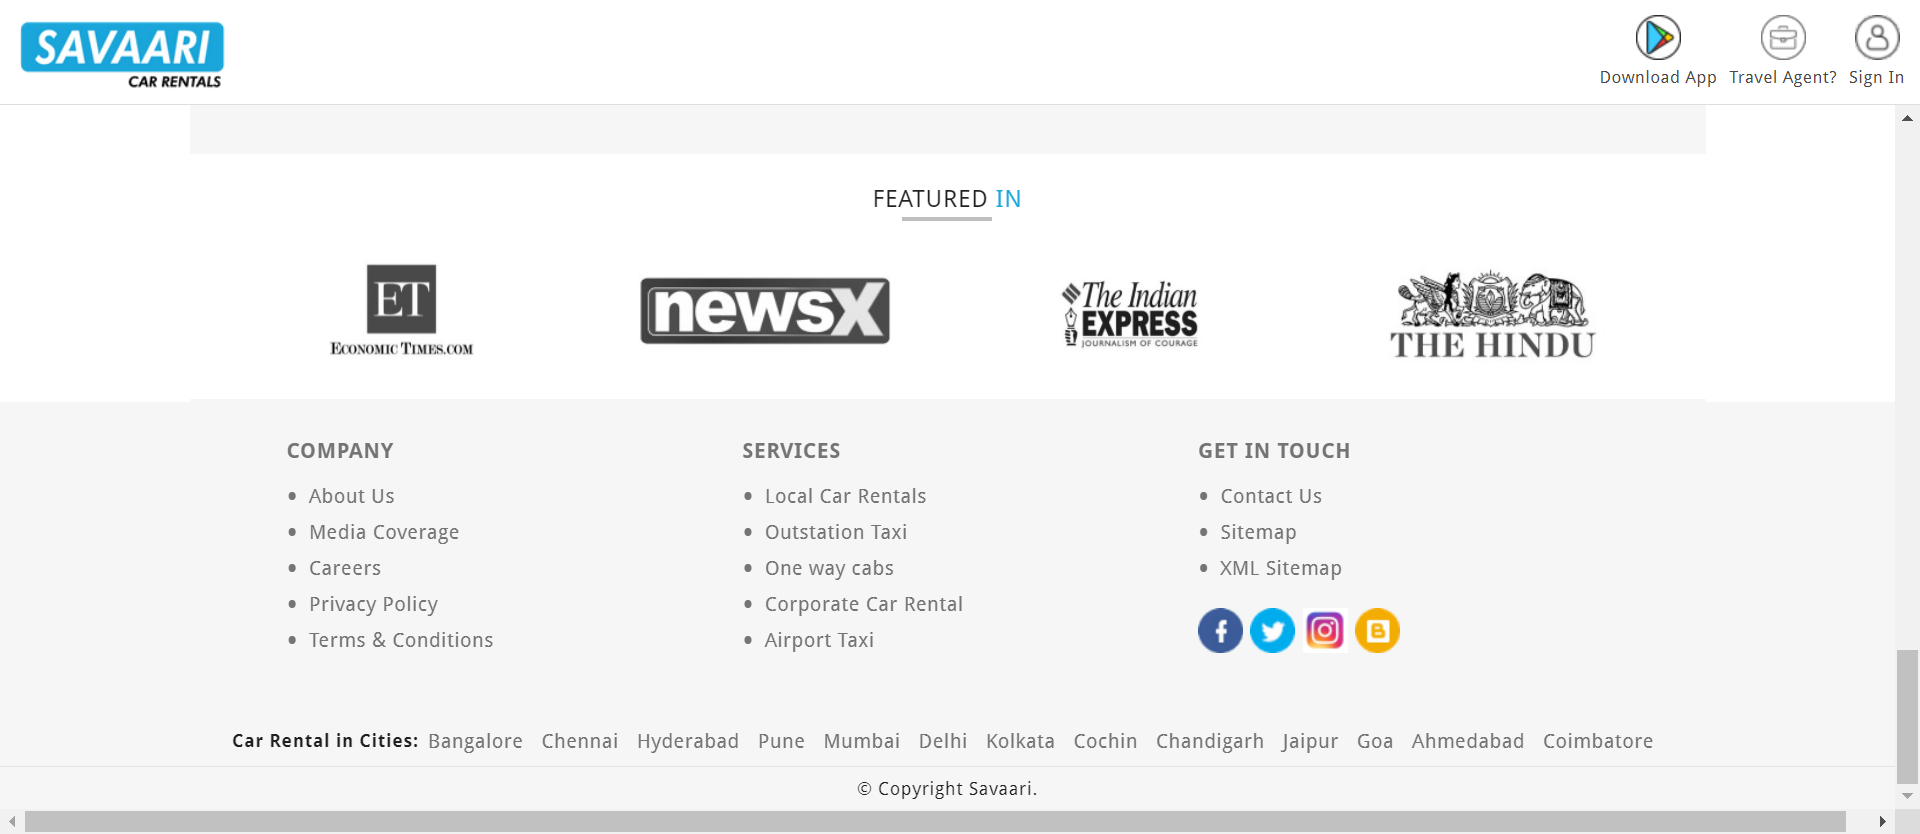 SAVAARI
CAR RENTALS
Download App
Travel Agent?
Sign In
FEATURED IN
ET
ECONOMIC TIMES.COM
newsX
The Indian
EXPRESS
JOURNALISM OF COURAGE
THE HINDU
COMPANY
About Us
Media Coverage
Careers
Privacy Policy
Terms & Conditions
SERVICES
Local Car Rentals
Outstation Taxi
One way cabs
Corporate Car Rental
Airport Taxi
GET IN TOUCH
Contact Us
Sitemap
XML Sitemap
Car Rental in Cities: Bangalore Chennai Hyderabad Pune Mumbai Delhi Kolkata Cochin Chandigarh Jaipur Goa Ahmedabad Coimbatore
© Copyright Savaari.